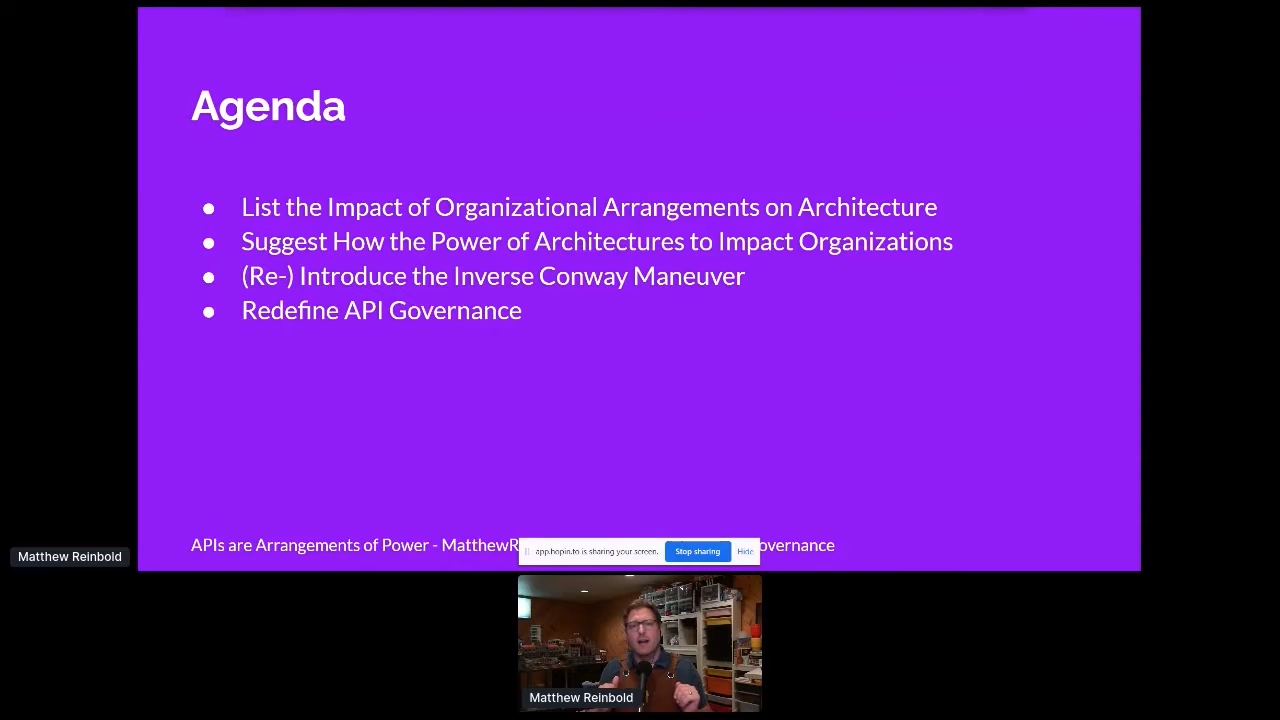 Agenda
● List the Impact of Organizational Arrangements on Architecture
● Suggest How the Power of Architectures to Impact Organizations
● (Re-) Introduce the Inverse Conway Maneuver
● Redefine API Governance
APIs are Arrangements of Power - MatthewR
overnance
app.hopin.to is sharing your screen. Stop sharing Hide
Matthew Reinbold
Matthew Reinbold